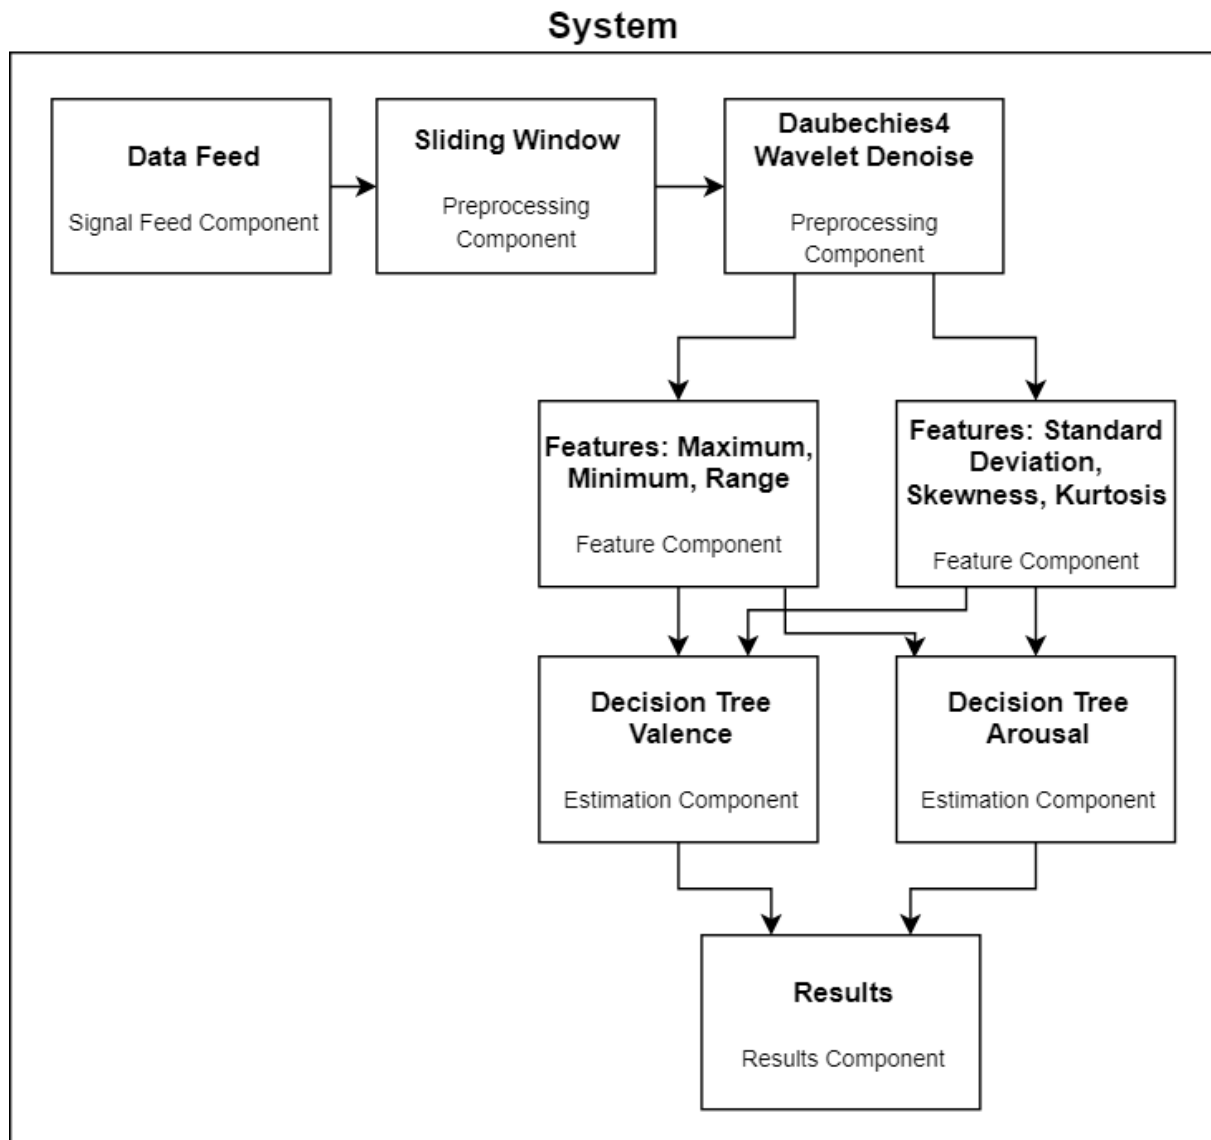 System
Data Feed
Signal Feed Component
Sliding Window
Preprocessing
Component
Daubechies4
Wavelet Denoise
Preprocessing
Component
Features: Maximum,
Minimum, Range
Feature Component
Features: Standard
Deviation,
Skewness, Kurtosis
Feature Component
Decision Tree
Valence
Estimation Component
Decision Tree
Arousal
Estimation Component
Results
Results Component